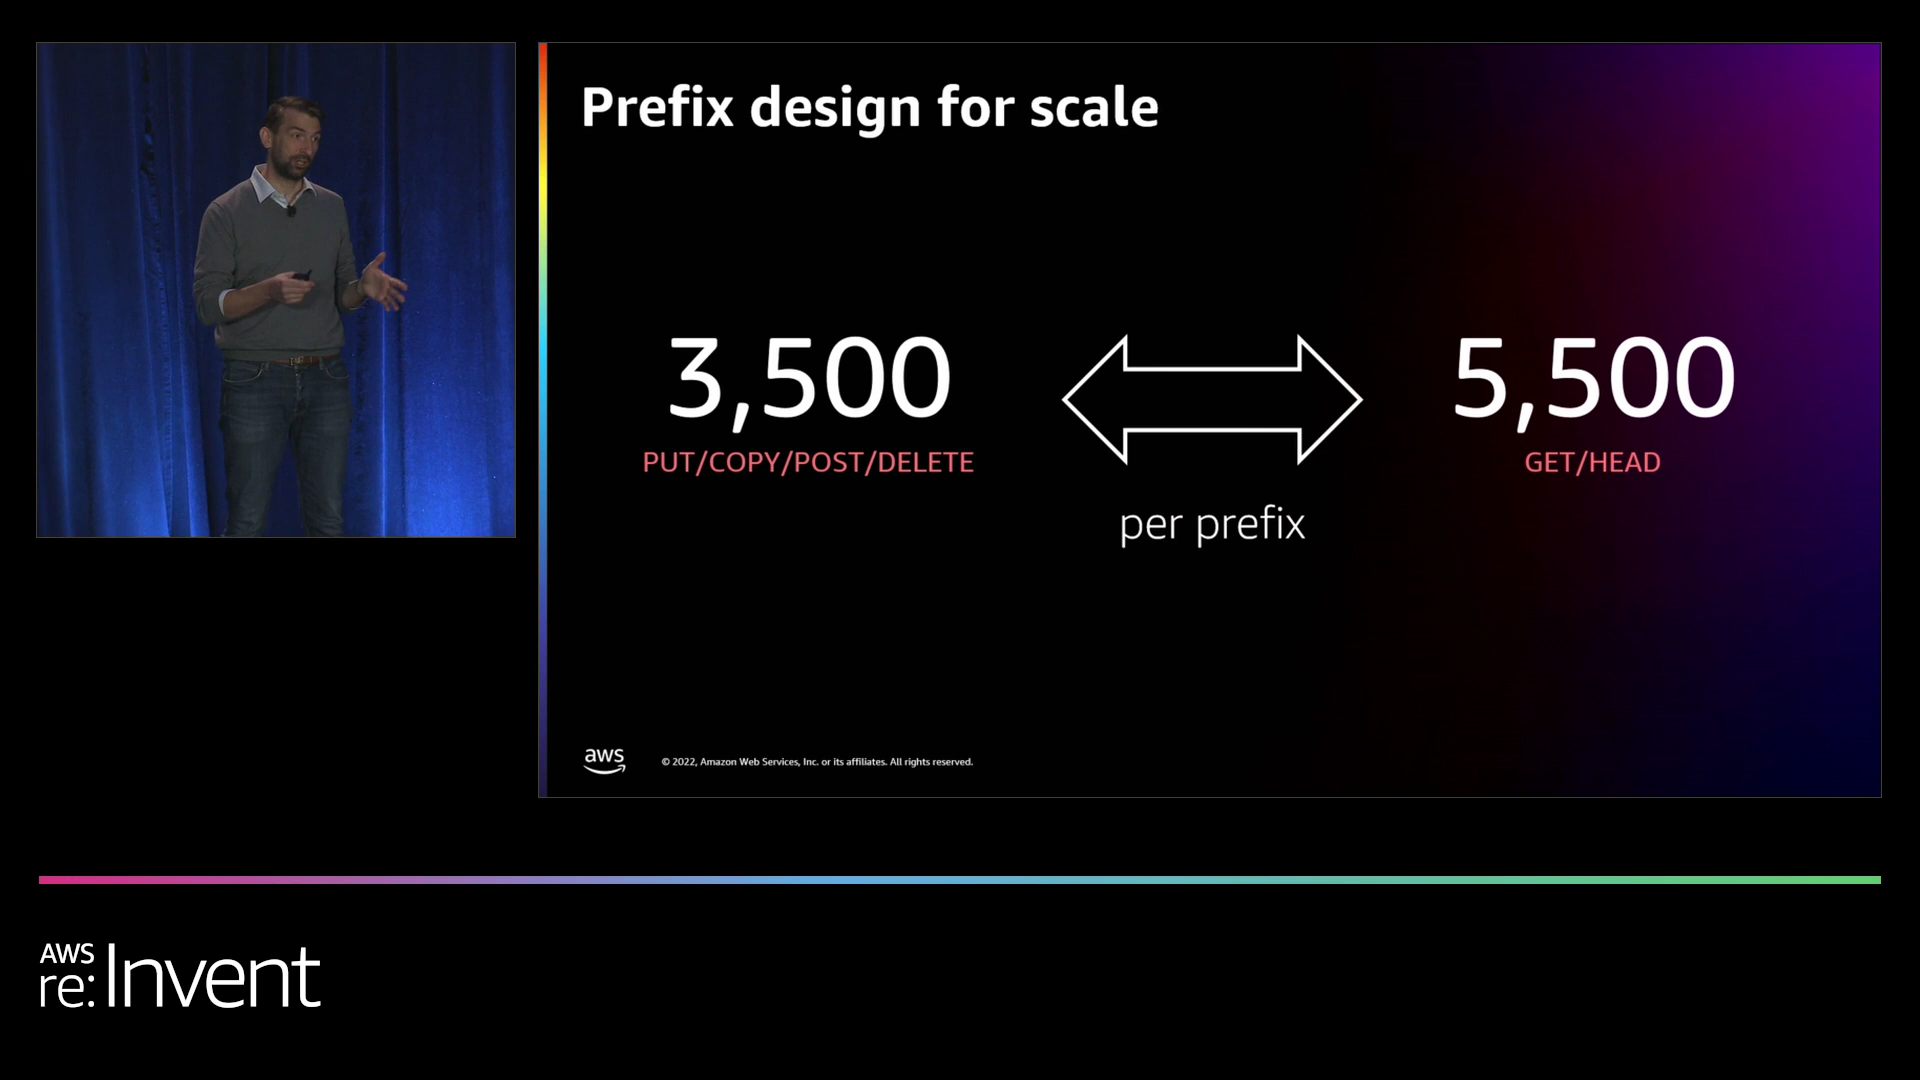 Prefix design for scale
3,500
PUT/COPY/POST/DELETE
per prefix
5,500
GET/HEAD
aws
© 2022, Amazon Web Services, Inc. or its affiliates. All rights reserved.
AWS
re:Invent